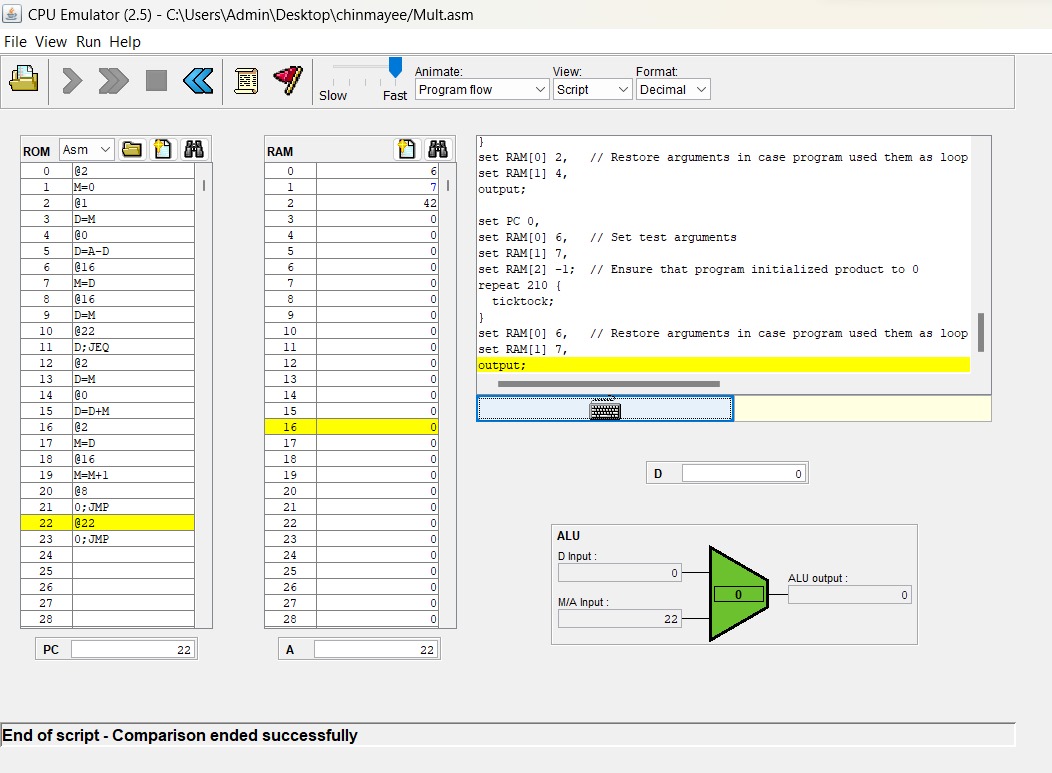 CPU Emulator (2.5) - C:\Users\Admin\Desktop\chinmayee/Mult.asm
File View Run Help
Slow Fast
Animate: View: Format:
Program flow Script Decimal
ROM Asm
0 @2
1 M=0
2 @1
3 D=M
4 @0
5 D=A-D
6 @16
7 M=D
8 @16
9 D=M
10 @22
11 D;JEQ
12 @2
13 D=M
14 @0
15 D=D+M
16 @2
17 M=D
18 @16
19 M=M+1
20 @8
21 0;JMP
22 @22
23 0;JMP
24
25
26
27
28
PC 22
RAM
0 6
1 7
2 42
3 0
4 0
5 0
6 0
7 0
8 0
9 0
10 0
11 0
12 0
13 0
14 0
15 0
16 0
17 0
18 0
19 0
20 0
21 0
22 0
23 0
24 0
25 0
26 0
27 0
28 0
A 22
}
set RAM[0] 2,   // Restore arguments in case program used them as loop
set RAM[1] 4,
output;
set PC 0,
set RAM[0] 6,   // Set test arguments
set RAM[1] 7,
set RAM[2] -1;  // Ensure that program initialized product to 0
repeat 210 {
  ticktock;
}
set RAM[0] 6,   // Restore arguments in case program used them as loop
set RAM[1] 7,
output;
D 0
ALU
D Input :
0
M/A Input :
22
0
ALU output :
0
End of script - Comparison ended successfully